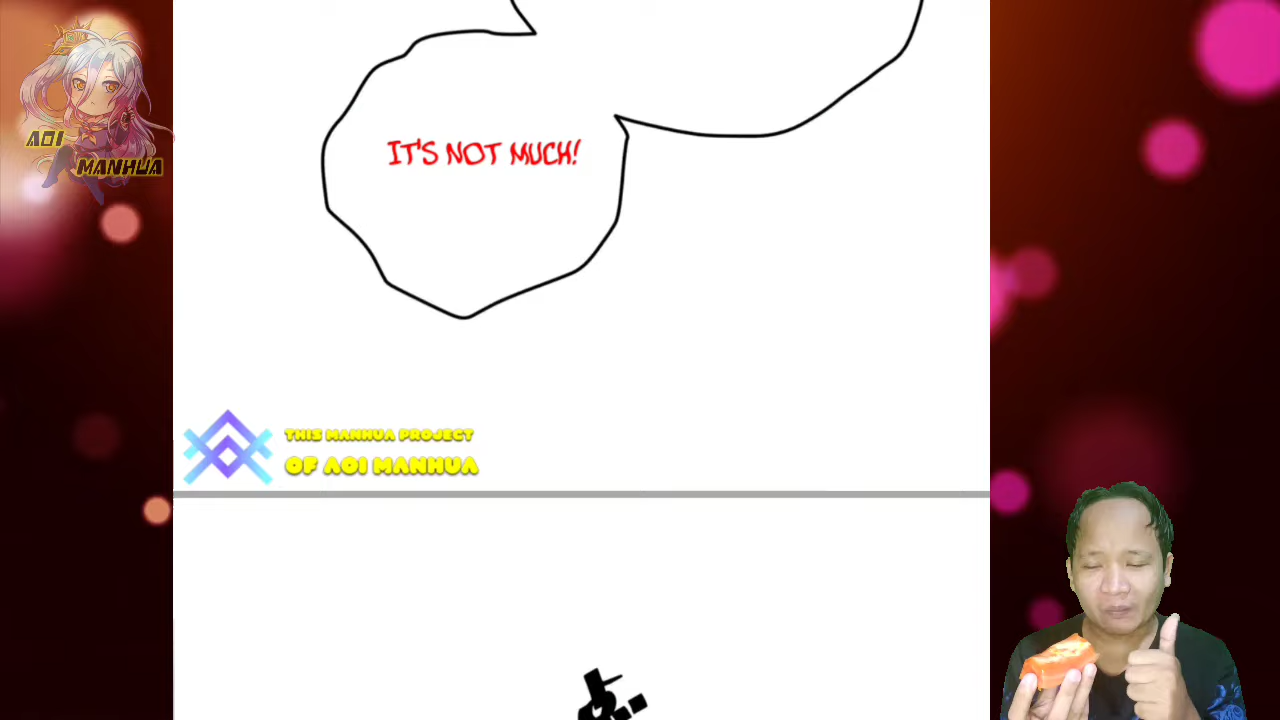 AOI
MANHUA
IT'S NOT MUCH!
THIS MANHUA PROJECT
OF AOI MANHUA